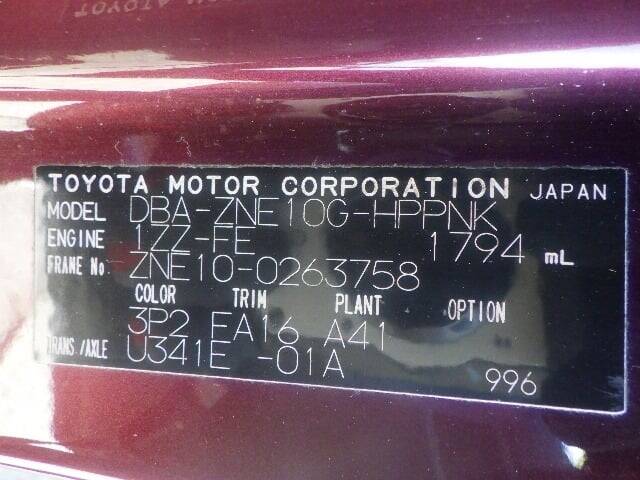 TOYOTA MOTOR CORPORATION JAPAN
MODEL DBA-ZNE10G-HPPNK
ENGINE 1ZZ-FE 1794 mL
FRAME No. ZNE10-0263758
COLOR TRIM PLANT OPTION
3P2 FA16 A41
TRANS/AXLE U341E -01A
996